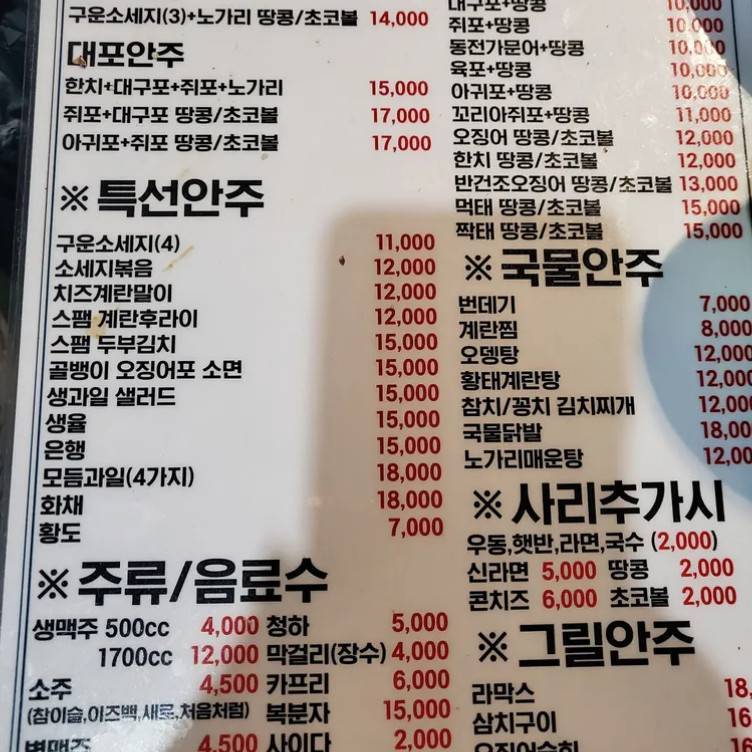 구운소세지(3)+노가리 땅콩/초코볼 14,000
대포안주
한치+대구포+쥐포+노가리 15,000
쥐포+대구포 땅콩/초코볼 17,000
아귀포+쥐포 땅콩/초코볼 17,000
※ 특선안주
구운소세지(4) 11,000
소세지볶음 12,000
치즈계란말이 12,000
스팸 계란후라이 12,000
스팸 두부김치 15,000
골뱅이 오징어포 소면 15,000
생과일 샐러드 15,000
생율 15,000
은행 15,000
모듬과일(4가지) 18,000
화채 18,000
황도 7,000
※ 주류/음료수
생맥주 500cc 4,000 청하 5,000
1700cc 12,000 막걸리(장수) 4,000
소주 4,500 카프리 6,000
(참이슬,이즈백,새로,처음처럼) 복분자 15,000
병맥주 4,500 사이다 2,000
대구포+땅콩 10,000
쥐포+땅콩 10,000
동전가문어+땅콩 10,000
육포+땅콩 10,000
아귀포+땅콩 10,000
꼬리아쥐포+땅콩 11,000
오징어 땅콩/초코볼 12,000
한치 땅콩/초코볼 12,000
반건조오징어 땅콩/초코볼 13,000
먹태 땅콩/초코볼 15,000
짝태 땅콩/초코볼 15,000
※ 국물안주
번데기 7,000
계란찜 8,000
오뎅탕 12,000
황태계란탕 12,000
참치/꽁치 김치찌개 12,000
국물닭발 18,00
노가리매운탕 12,00
※ 사리추가시
우동,햇반,라면,국수 (2,000)
신라면 5,000 땅콩 2,000
콘치즈 6,000 초코볼 2,000
※ 그릴안주
라막스 18,
삼치구이 16